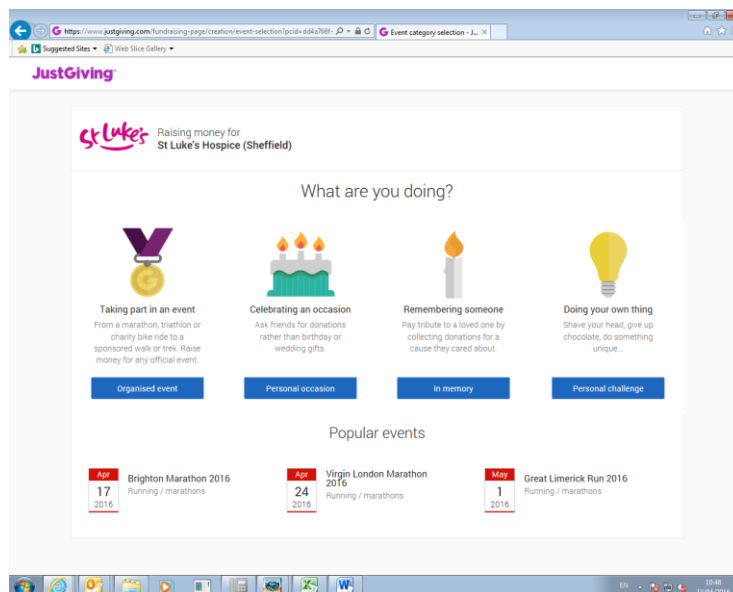 https://www.justgiving.com/fundraising-page/creation/event-selection?pcid=dd4a768f-
Event category selection - J...
Suggested Sites
Web Slice Gallery
JustGiving
St Luke's
Raising money for
St Luke's Hospice (Sheffield)
What are you doing?
Taking part in an event
From a marathon, triathlon or
charity bike ride to a
sponsored walk or trek. Raise
money for any official event.
Organised event
Celebrating an occasion
Ask friends for donations
rather than birthday or
wedding gifts.
Personal occasion
Remembering someone
Pay tribute to a loved one by
collecting donations for a
cause they cared about.
In memory
Doing your own thing
Shave your head, give up
chocolate, do something
unique...
Personal challenge
Popular events
Apr
17
2016
Brighton Marathon 2016
Running / marathons
Apr
24
2016
Virgin London Marathon
2016
Running / marathons
May
1
2016
Great Limerick Run 2016
Running / marathons
EN